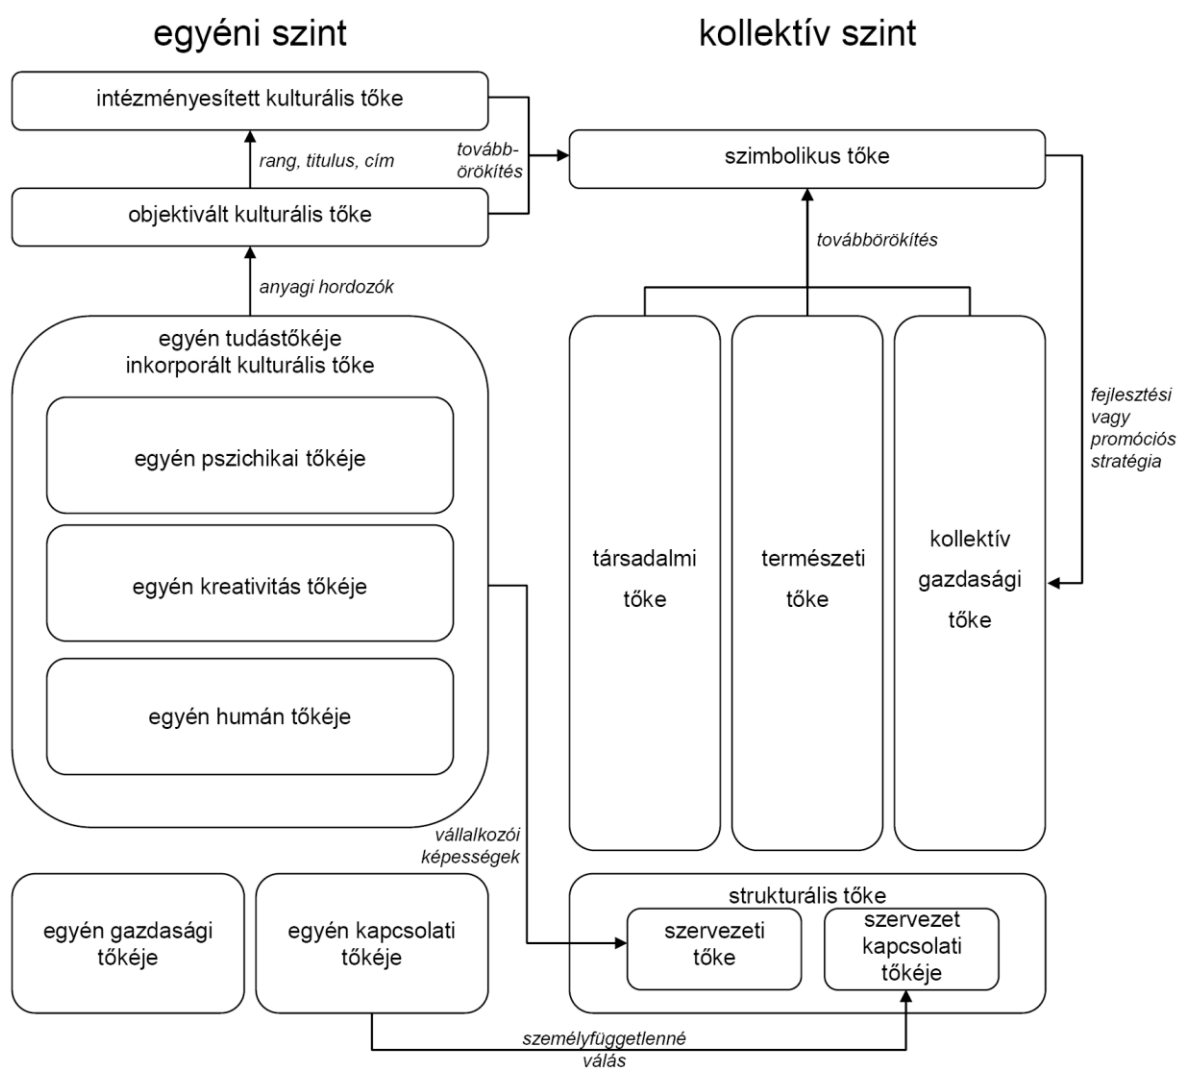 egyéni szint
kollektív szint
intézményesített kulturális tőke
rang, titulus, cím
objektivált kulturális tőke
tovább-
örökítés
szimbolikus tőke
továbbörökítés
anyagi hordozók
egyén tudástőkéje
inkorporált kulturális tőke
egyén pszichikai tőkéje
egyén kreativitás tőkéje
egyén humán tőkéje
társadalmi
tőke
természeti
tőke
kollektív
gazdasági
tőke
fejlesztési
vagy
promóciós
stratégia
vállalkozói
képességek
egyén gazdasági
tőkéje
egyén kapcsolati
tőkéje
strukturális tőke
szervezeti
tőke
szervezet
kapcsolati
tőkéje
személyfüggetlenné
válás